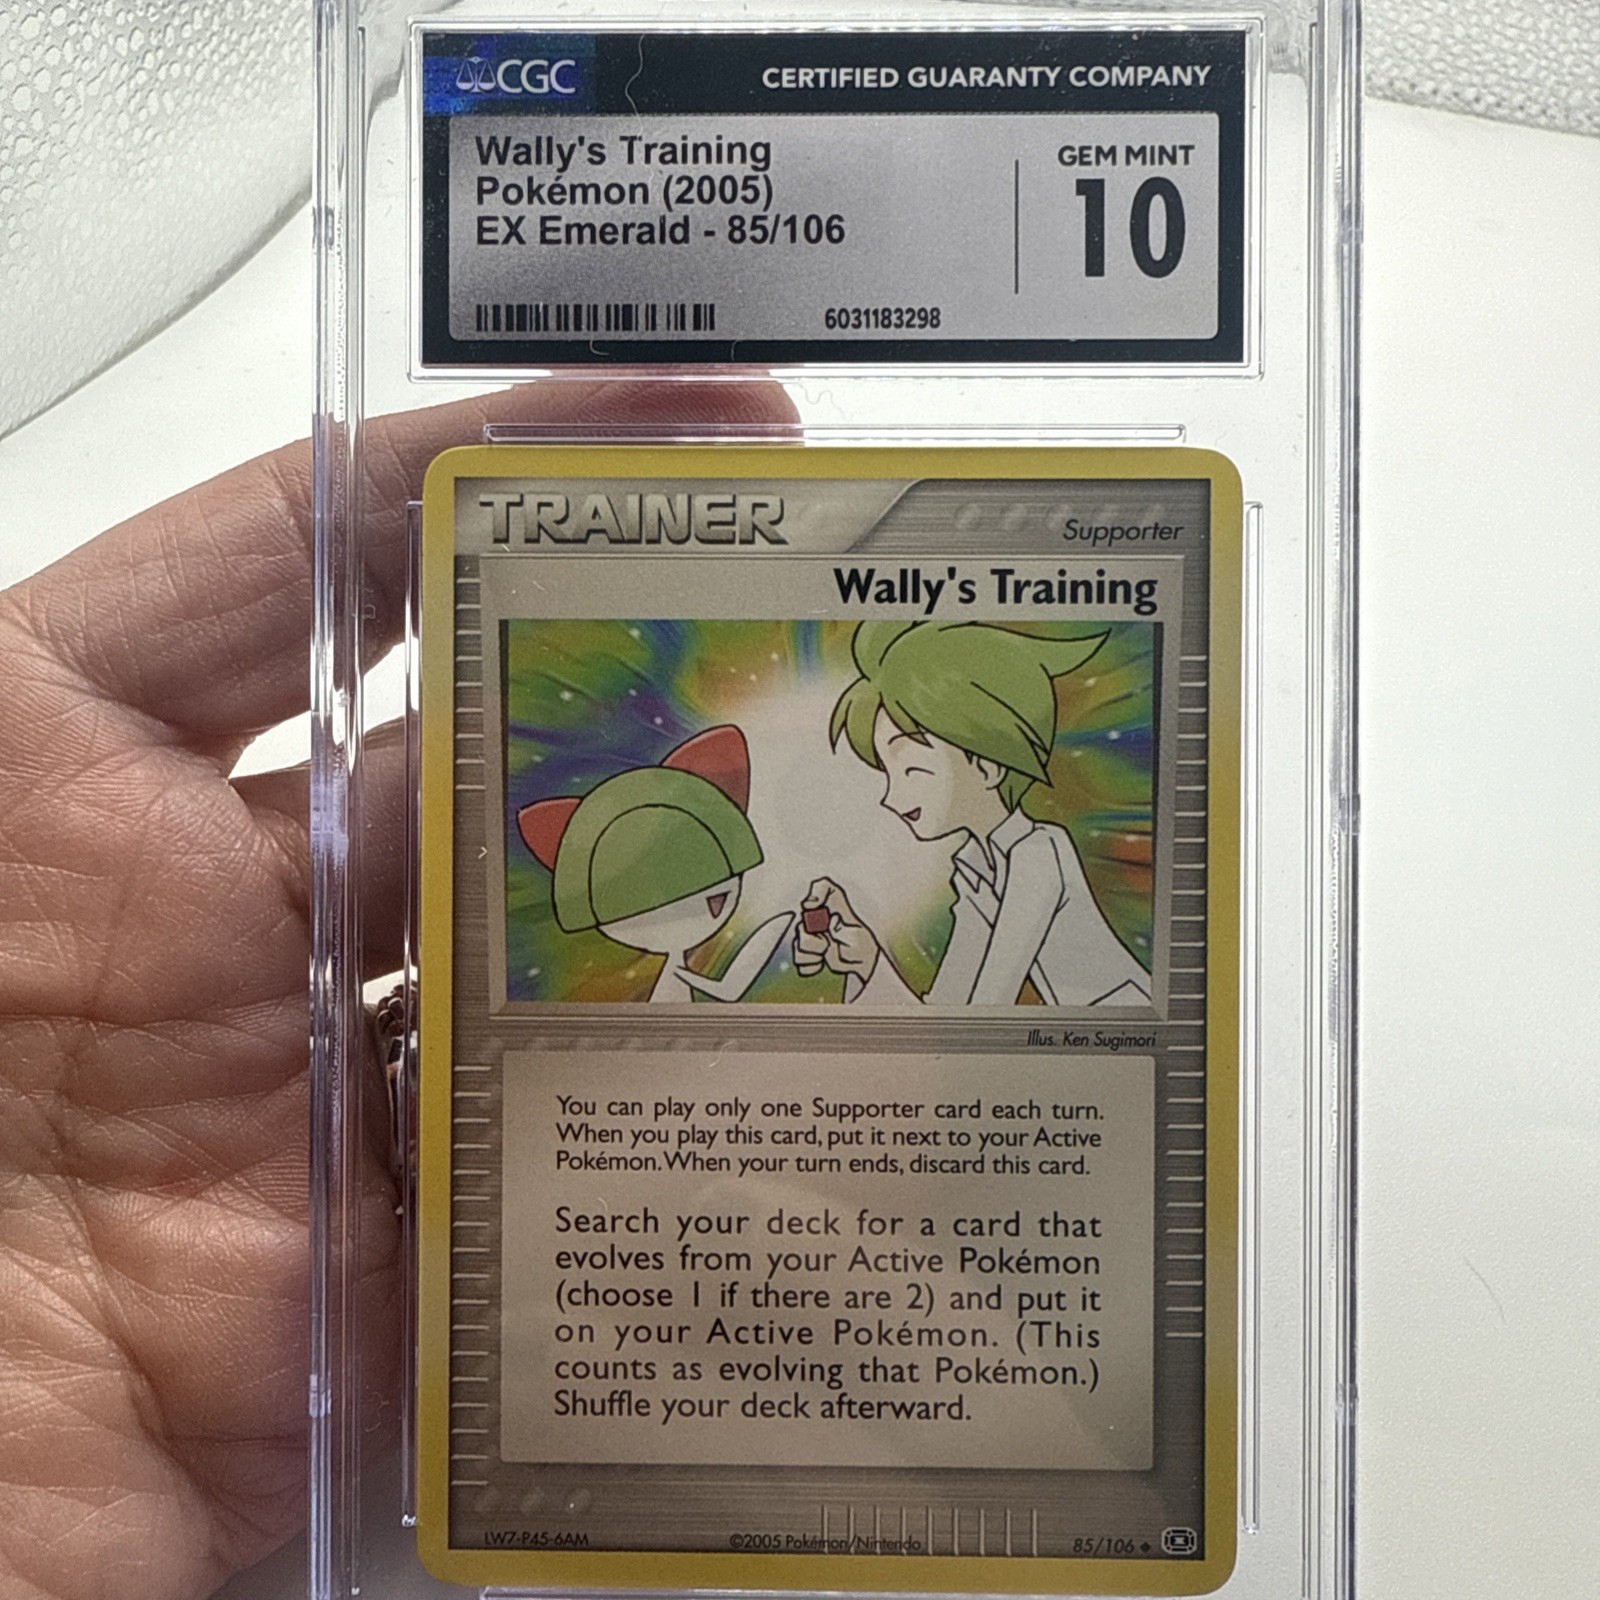 CGC
CERTIFIED GUARANTY COMPANY
Wally's Training
Pokémon (2005)
EX Emerald - 85/106
GEM MINT
10
6031183298
TRAINER
Supporter
Wally's Training
Illus. Ken Sugimori
You can play only one Supporter card each turn.
When you play this card, put it next to your Active
Pokémon. When your turn ends, discard this card.
Search your deck for a card that
evolves from your Active Pokémon
(choose 1 if there are 2) and put it
on your Active Pokémon. (This
counts as evolving that Pokémon.)
Shuffle your deck afterward.
LW7-P45-6AM
©2005 Pokémon/Nintendo
85/106